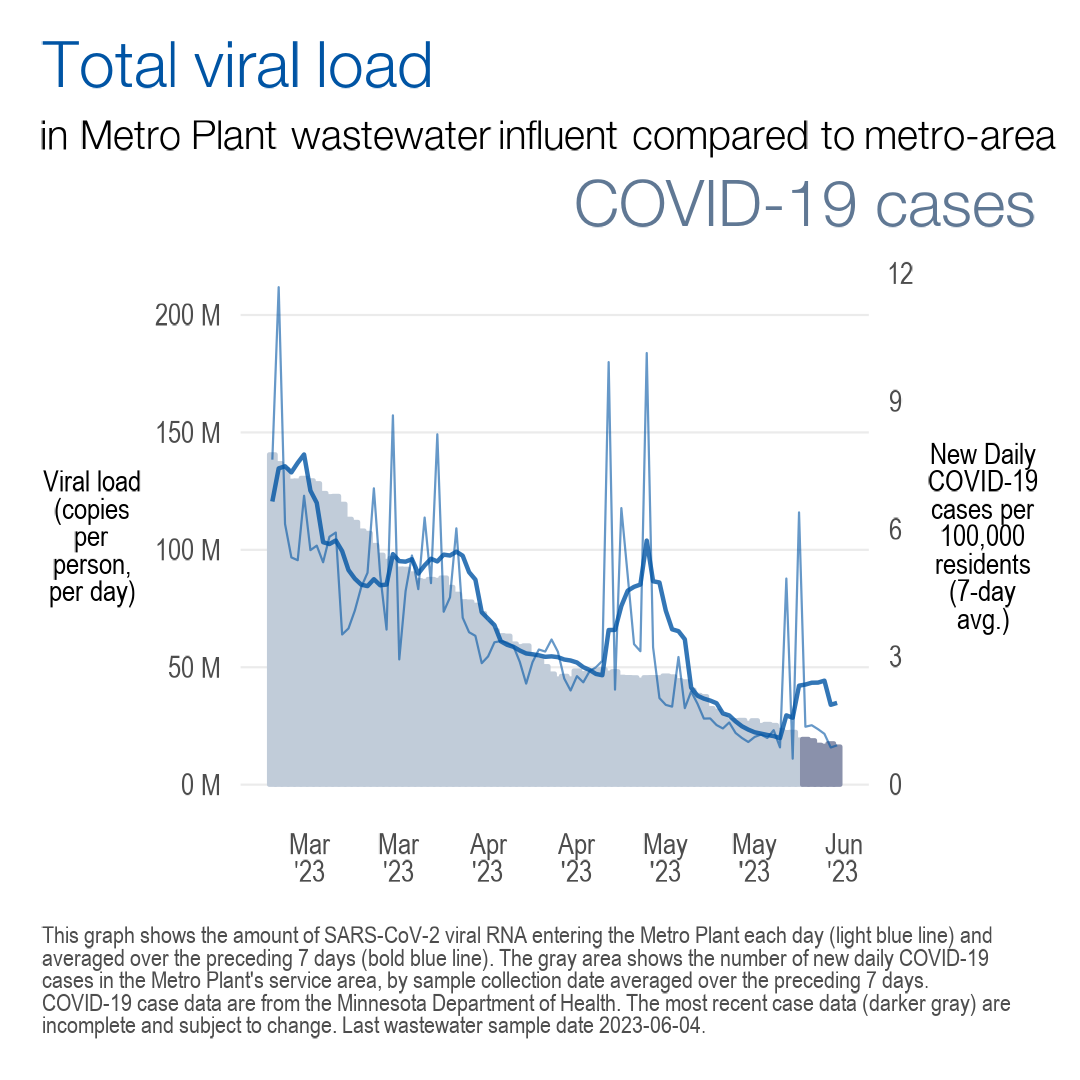 Total viral load
in Metro Plant wastewater influent compared to metro-area
COVID-19 cases
12
200 M
9
150 M
Viral load
(copies
per
person,
per day)
New Daily
COVID-19
cases per
100,000
residents
(7-day
avg.)
6
100 M
3
50 M
0 M
0
Mar
'23
Mar
'23
Apr
'23
Apr
'23
May
'23
May
'23
Jun
'23
This graph shows the amount of SARS-CoV-2 viral RNA entering the Metro Plant each day (light blue line) and
averaged over the preceding 7 days (bold blue line). The gray area shows the number of new daily COVID-19
cases in the Metro Plant's service area, by sample collection date averaged over the preceding 7 days.
COVID-19 case data are from the Minnesota Department of Health. The most recent case data (darker gray) are
incomplete and subject to change. Last wastewater sample date 2023-06-04.